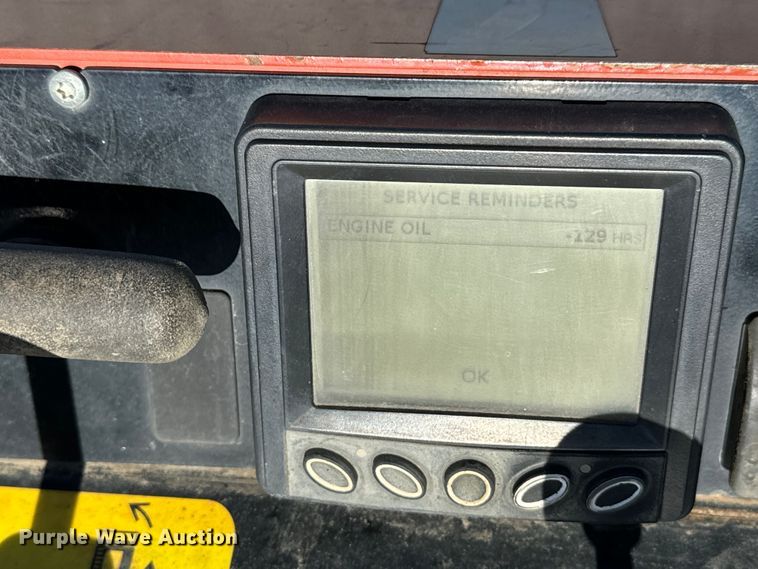 SERVICE REMINDERS
ENGINE OIL -129 HRS
OK
Purple Wave Auction